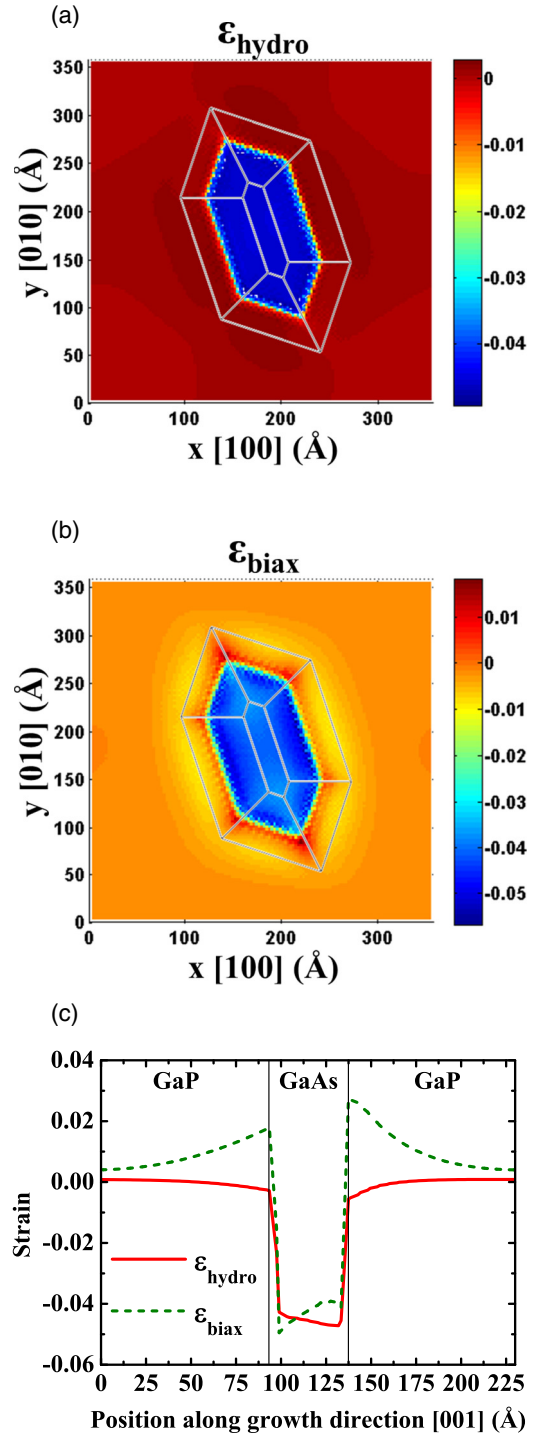 (a)
εhydro
350
300
250
200
150
100
50
0
y [010] (Å)
0 100 200 300
x [100] (Å)
0
-0.01
-0.02
-0.03
-0.04
(b)
εbiax
350
300
250
200
150
100
50
0
y [010] (Å)
0 100 200 300
x [100] (Å)
0.01
0
-0.01
-0.02
-0.03
-0.04
-0.05
(c)
0.04
0.02
0.00
-0.02
-0.04
-0.06
Strain
GaP GaAs GaP
εhydro
εbiax
0 25 50 75 100 125 150 175 200 225
Position along growth direction [001] (Å)